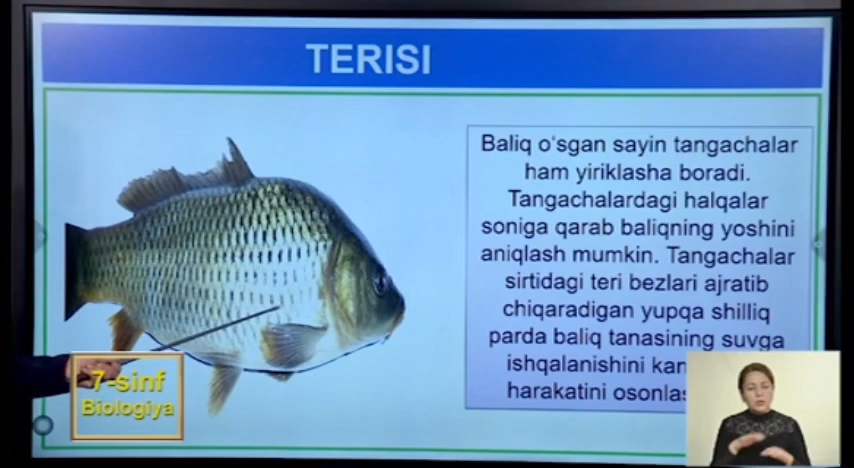 TERISI
Baliq o‘sgan sayin tangachalar
ham yiriklasha boradi.
Tangachalardagi halqalar
soniga qarab baliqning yoshini
aniqlash mumkin. Tangachalar
sirtidagi teri bezlari ajratib
chiqaradigan yupqa shilliq
parda baliq tanasining suvga
ishqalanishini
harakatini
7-sinf
Biologiya